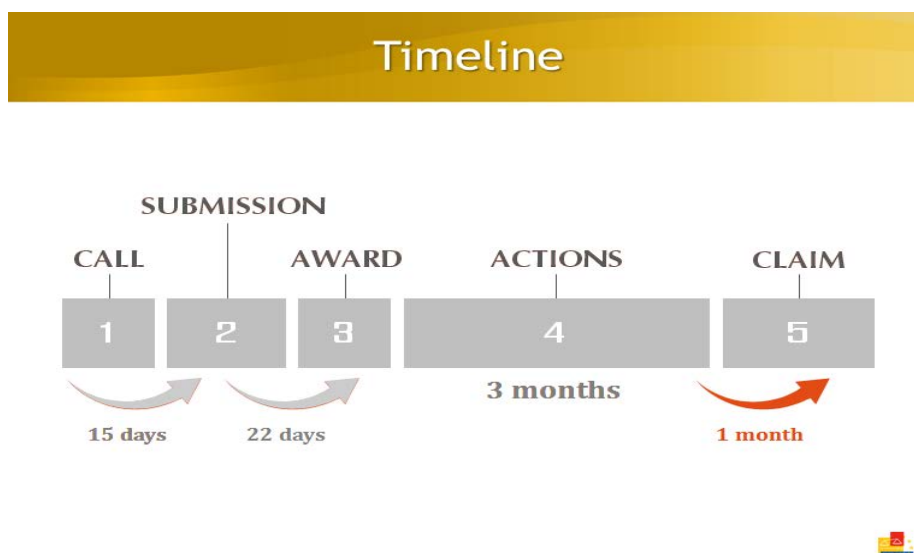 Timeline
SUBMISSION
CALL
AWARD
ACTIONS
CLAIM
1
2
3
4
5
3 months
15 days
22 days
1 month